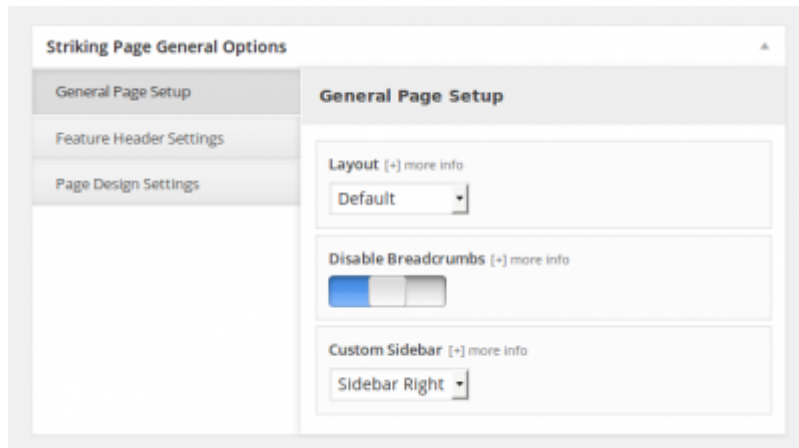 Striking Page General Options
General Page Setup
Feature Header Settings
Page Design Settings
General Page Setup
Layout [+] more info
Default
Disable Breadcrumbs [+] more info
Custom Sidebar [+] more info
Sidebar Right